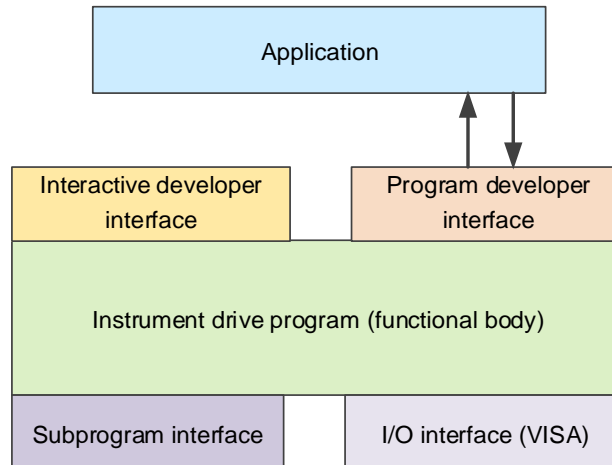 Application
Interactive developer
interface
Program developer
interface
Instrument drive program (functional body)
Subprogram interface
I/O interface (VISA)